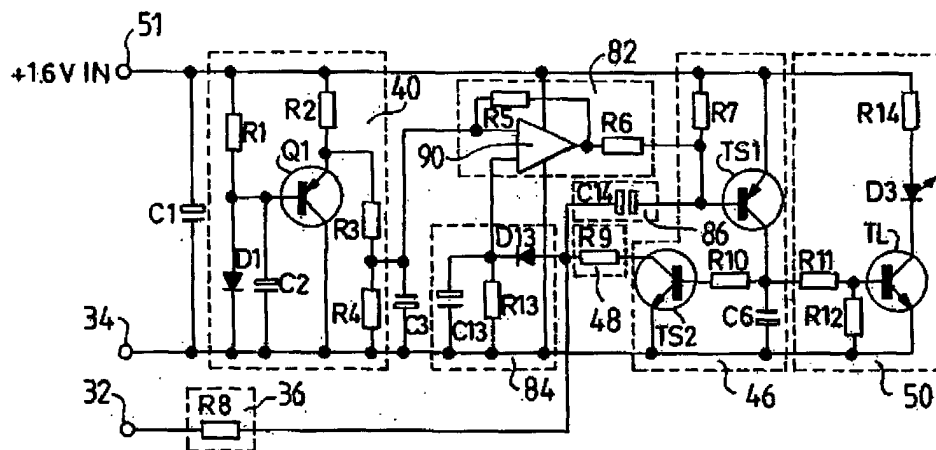 51
+1.6V IN
82
40
R2
R5
R7
R14
R1
Q1
90
R6
TS1
C14
D3
C1
R3
86
TL
D1
D13
R9
R10
R11
C2
R4
C3
C13
R13
48
TS2
C6
R12
34
84
46
50
32
R8
36